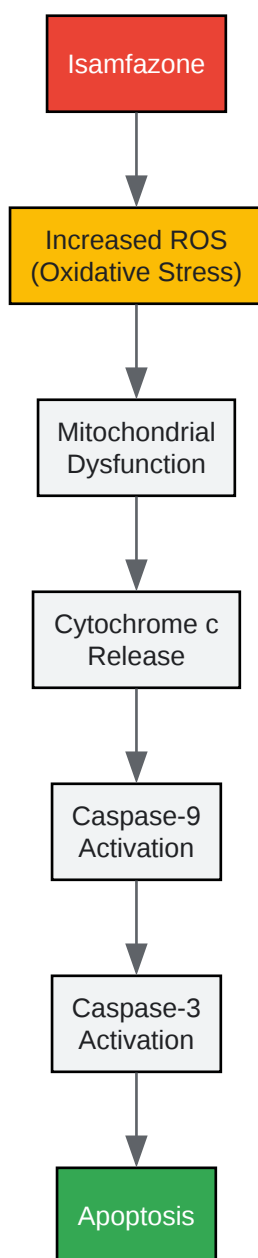 Isamfazone
Increased ROS
(Oxidative Stress)
Mitochondrial
Dysfunction
Cytochrome c
Release
Caspase-9
Activation
Caspase-3
Activation
Apoptosis